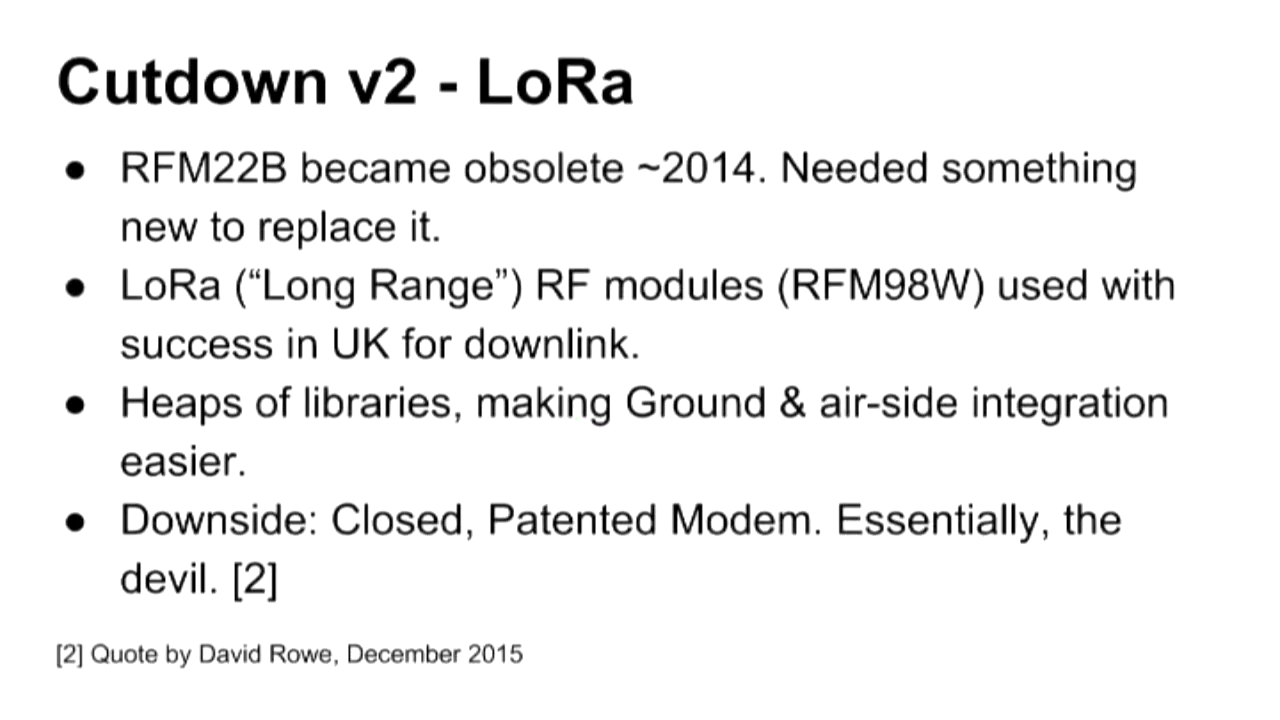 Cutdown v2 - LoRa
● RFM22B became obsolete ~2014. Needed something
new to replace it.
● LoRa (“Long Range”) RF modules (RFM98W) used with
success in UK for downlink.
● Heaps of libraries, making Ground & air-side integration
easier.
● Downside: Closed, Patented Modem. Essentially, the
devil. [2]
[2] Quote by David Rowe, December 2015